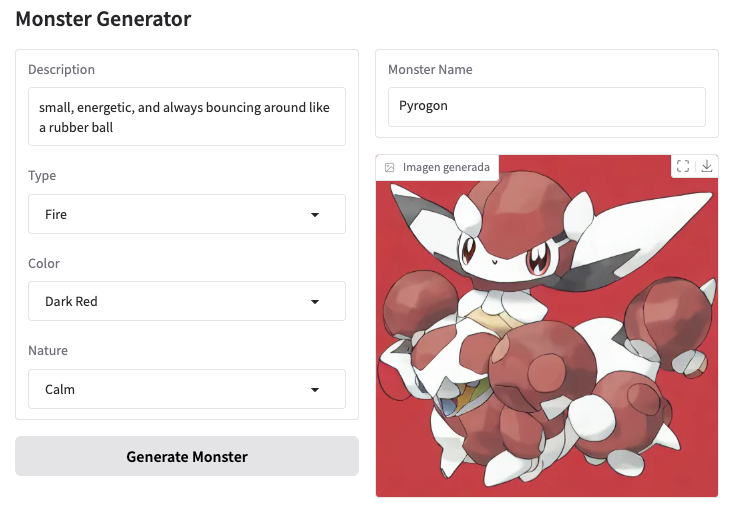 Monster Generator
Description
small, energetic, and always bouncing around like
a rubber ball
Type
Fire
Color
Dark Red
Nature
Calm
Generate Monster
Monster Name
Pyrogon
Imagen generada